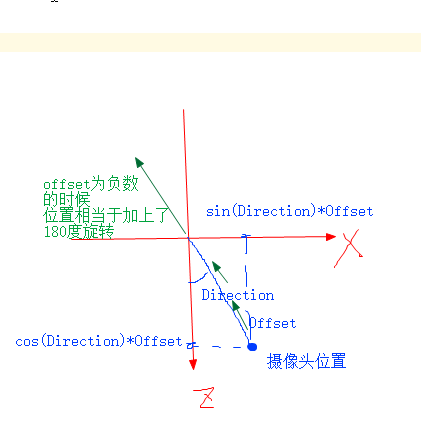 offset为负数
的时候
位置相当于加上了
180度旋转
sin(Direction)*Offset
X
Direction
Offset
cos(Direction)*Offset
摄像头位置
Z